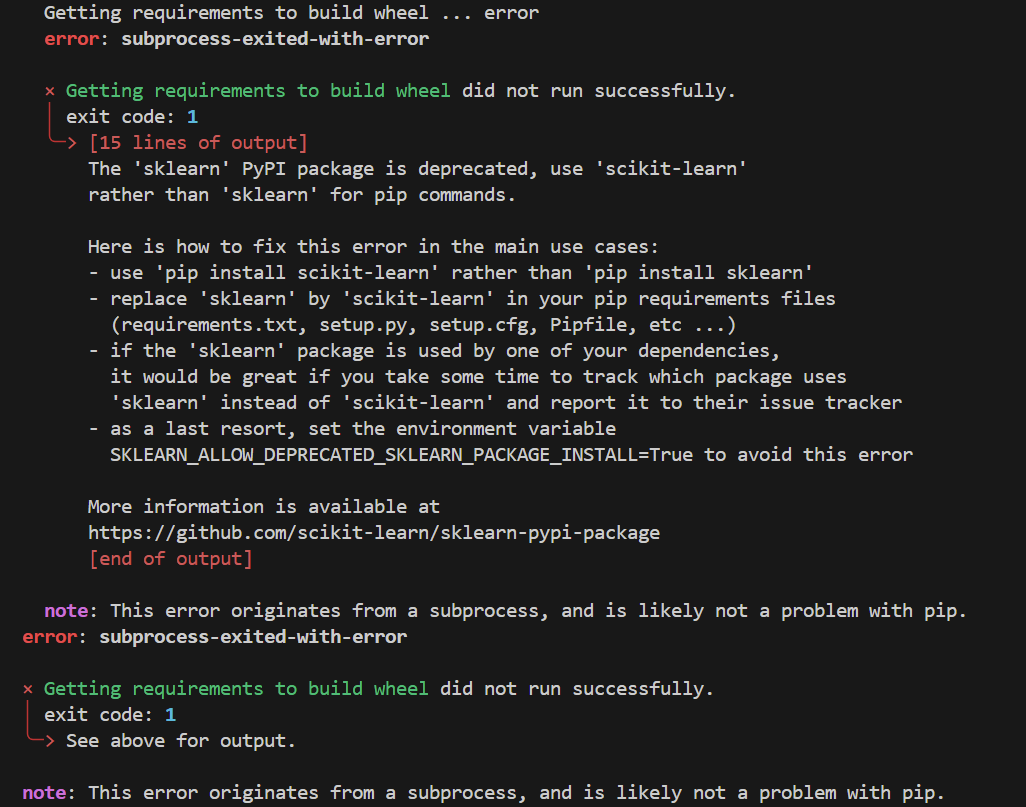 Getting requirements to build wheel ... error
error: subprocess-exited-with-error
× Getting requirements to build wheel did not run successfully.
exit code: 1
[15 lines of output]
The 'sklearn' PyPI package is deprecated, use 'scikit-learn'
rather than 'sklearn' for pip commands.
Here is how to fix this error in the main use cases:
- use 'pip install scikit-learn' rather than 'pip install sklearn'
- replace 'sklearn' by 'scikit-learn' in your pip requirements files
(requirements.txt, setup.py, setup.cfg, Pipfile, etc ...)
- if the 'sklearn' package is used by one of your dependencies,
it would be great if you take some time to track which package uses
'sklearn' instead of 'scikit-learn' and report it to their issue tracker
- as a last resort, set the environment variable
SKLEARN_ALLOW_DEPRECATED_SKLEARN_PACKAGE_INSTALL=True to avoid this error
More information is available at
https://github.com/scikit-learn/sklearn-pypi-package
[end of output]
note: This error originates from a subprocess, and is likely not a problem with pip.
error: subprocess-exited-with-error
× Getting requirements to build wheel did not run successfully.
exit code: 1
See above for output.
note: This error originates from a subprocess, and is likely not a problem with pip.